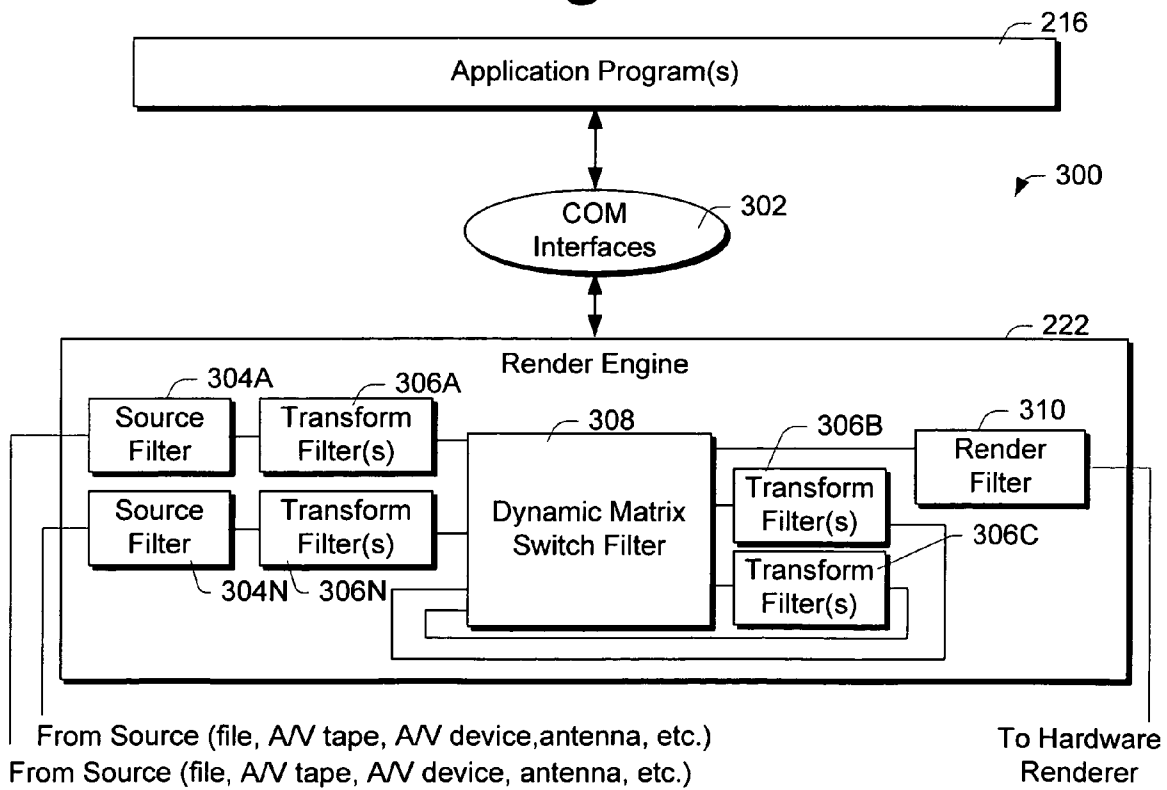 216
Application Program(s)
300
COM
Interfaces
302
222
Render Engine
304A
306A
308
306B
310
Source
Filter
Transform
Filter(s)
Render
Filter
Source
Filter
Transform
Filter(s)
Dynamic Matrix
Switch Filter
Transform
Filter(s)
306C
Transform
Filter(s)
304N
306N
From Source (file, A/V tape, A/V device,antenna, etc.)
From Source (file, A/V tape, A/V device, antenna, etc.)
To Hardware
Renderer